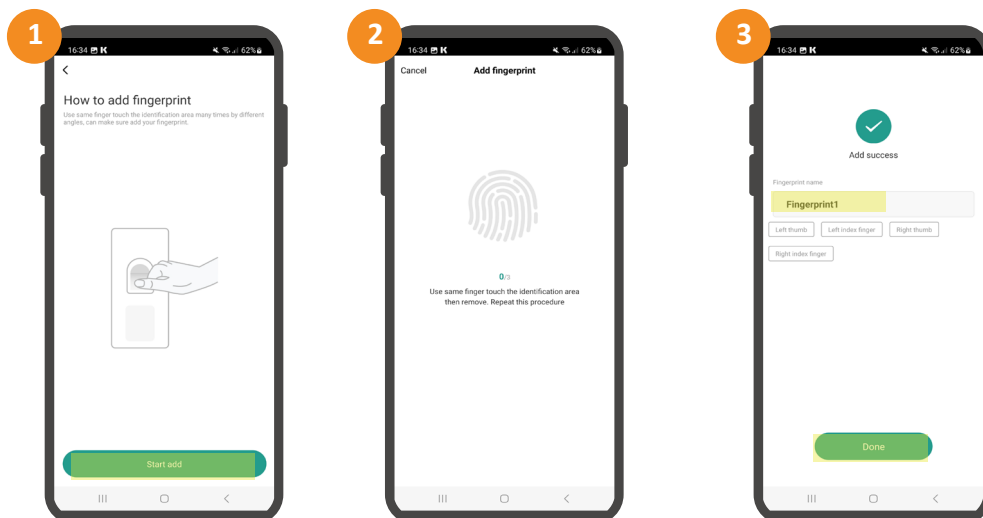 1
16:34 K 62%
How to add fingerprint
Use same finger touch the identification area many times by different
angles, can make sure add your fingerprint.
Start add
2
16:34 K 62%
Cancel Add fingerprint
0/3
Use same finger touch the identification area
then remove. Repeat this procedure
3
16:34 K 62%
Add success
Fingerprint name
Fingerprint1
Left thumb Left index finger Right thumb
Right index finger
Done